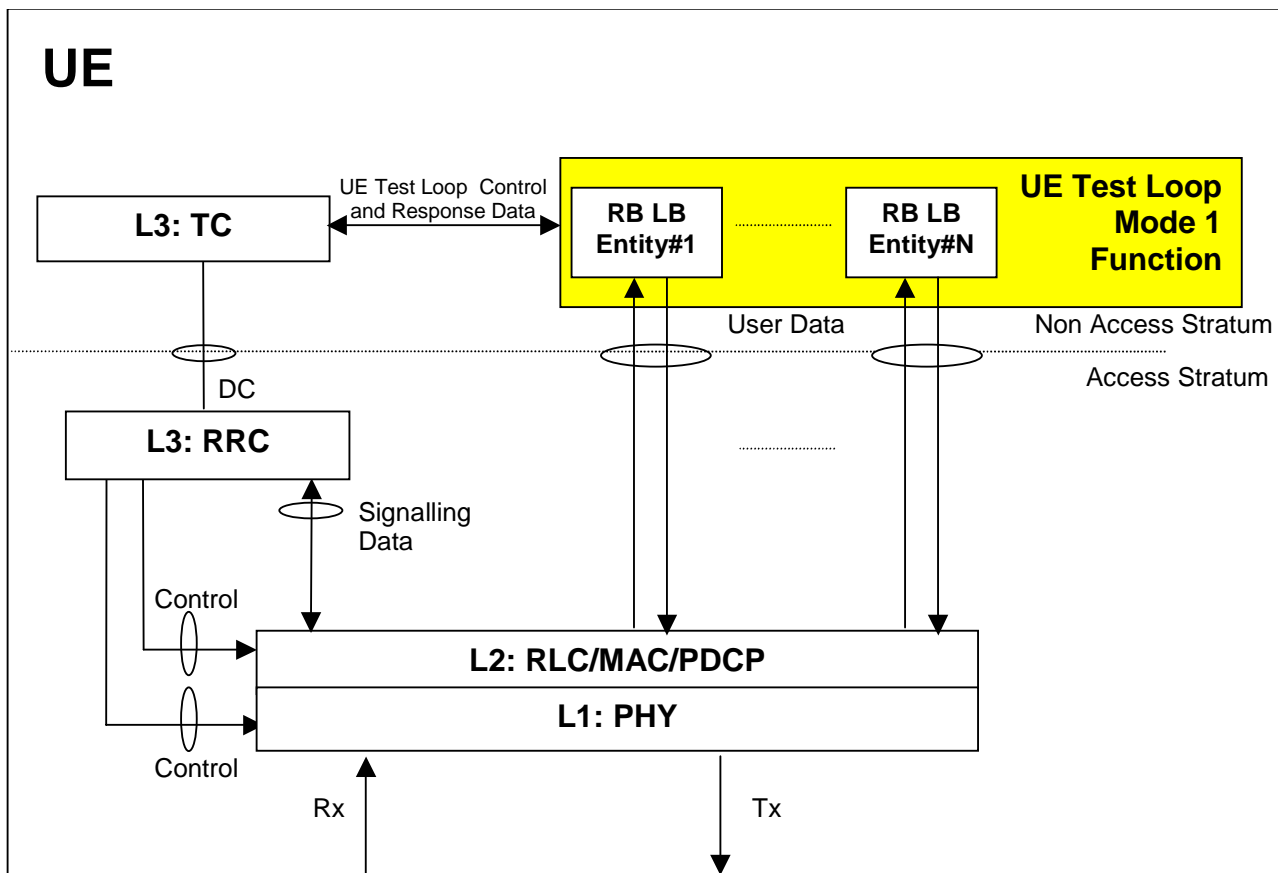 UE
UE Test Loop Control
and Response Data
L3: TC
RB LB
Entity#1
RB LB
Entity#N
UE Test Loop
Mode 1
Function
User Data
Non Access Stratum
Access Stratum
DC
L3: RRC
Signalling
Data
Control
L2: RLC/MAC/PDCP
L1: PHY
Control
Rx
Tx